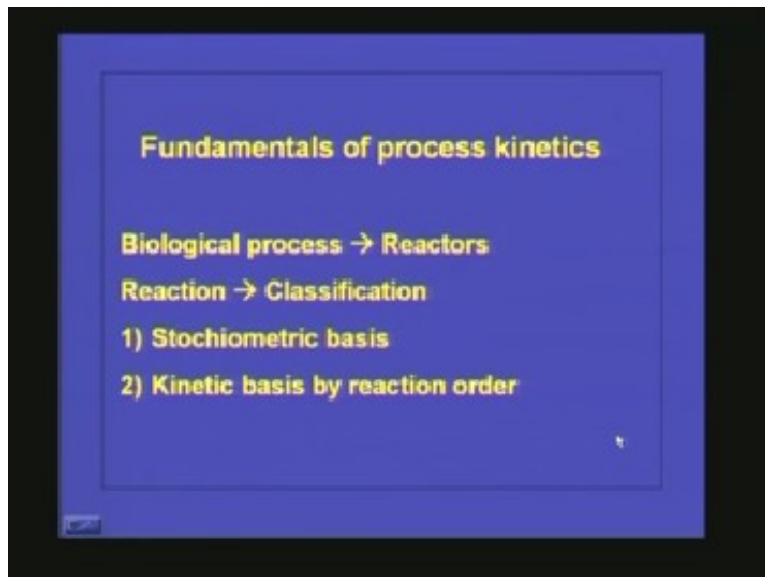 Fundamentals of process kinetics
Biological process → Reactors
Reaction → Classification
1) Stochiometric basis
2) Kinetic basis by reaction order